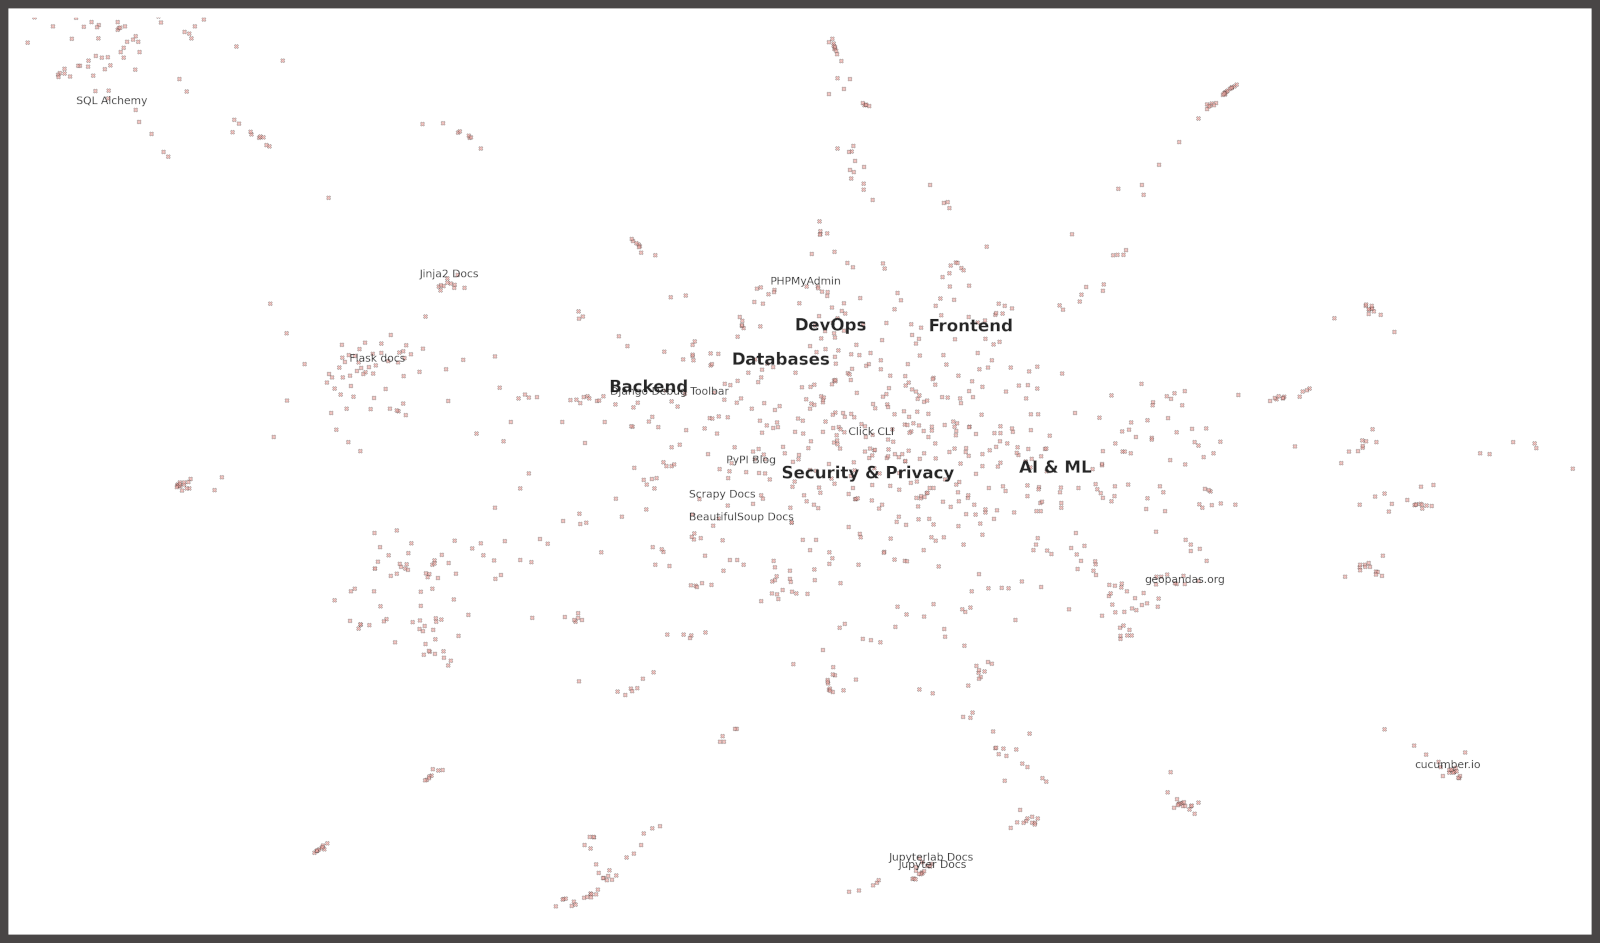 SQL Alchemy
Jinja2 Docs
PHPMyAdmin
DevOps
Frontend
Flask docs
Databases
Backend
Django Debug Toolbar
Click CLI
PyPI Blog
AI & ML
Security & Privacy
Scrapy Docs
BeautifulSoup Docs
geopandas.org
cucumber.io
Jupyterlab Docs
Jupyter Docs